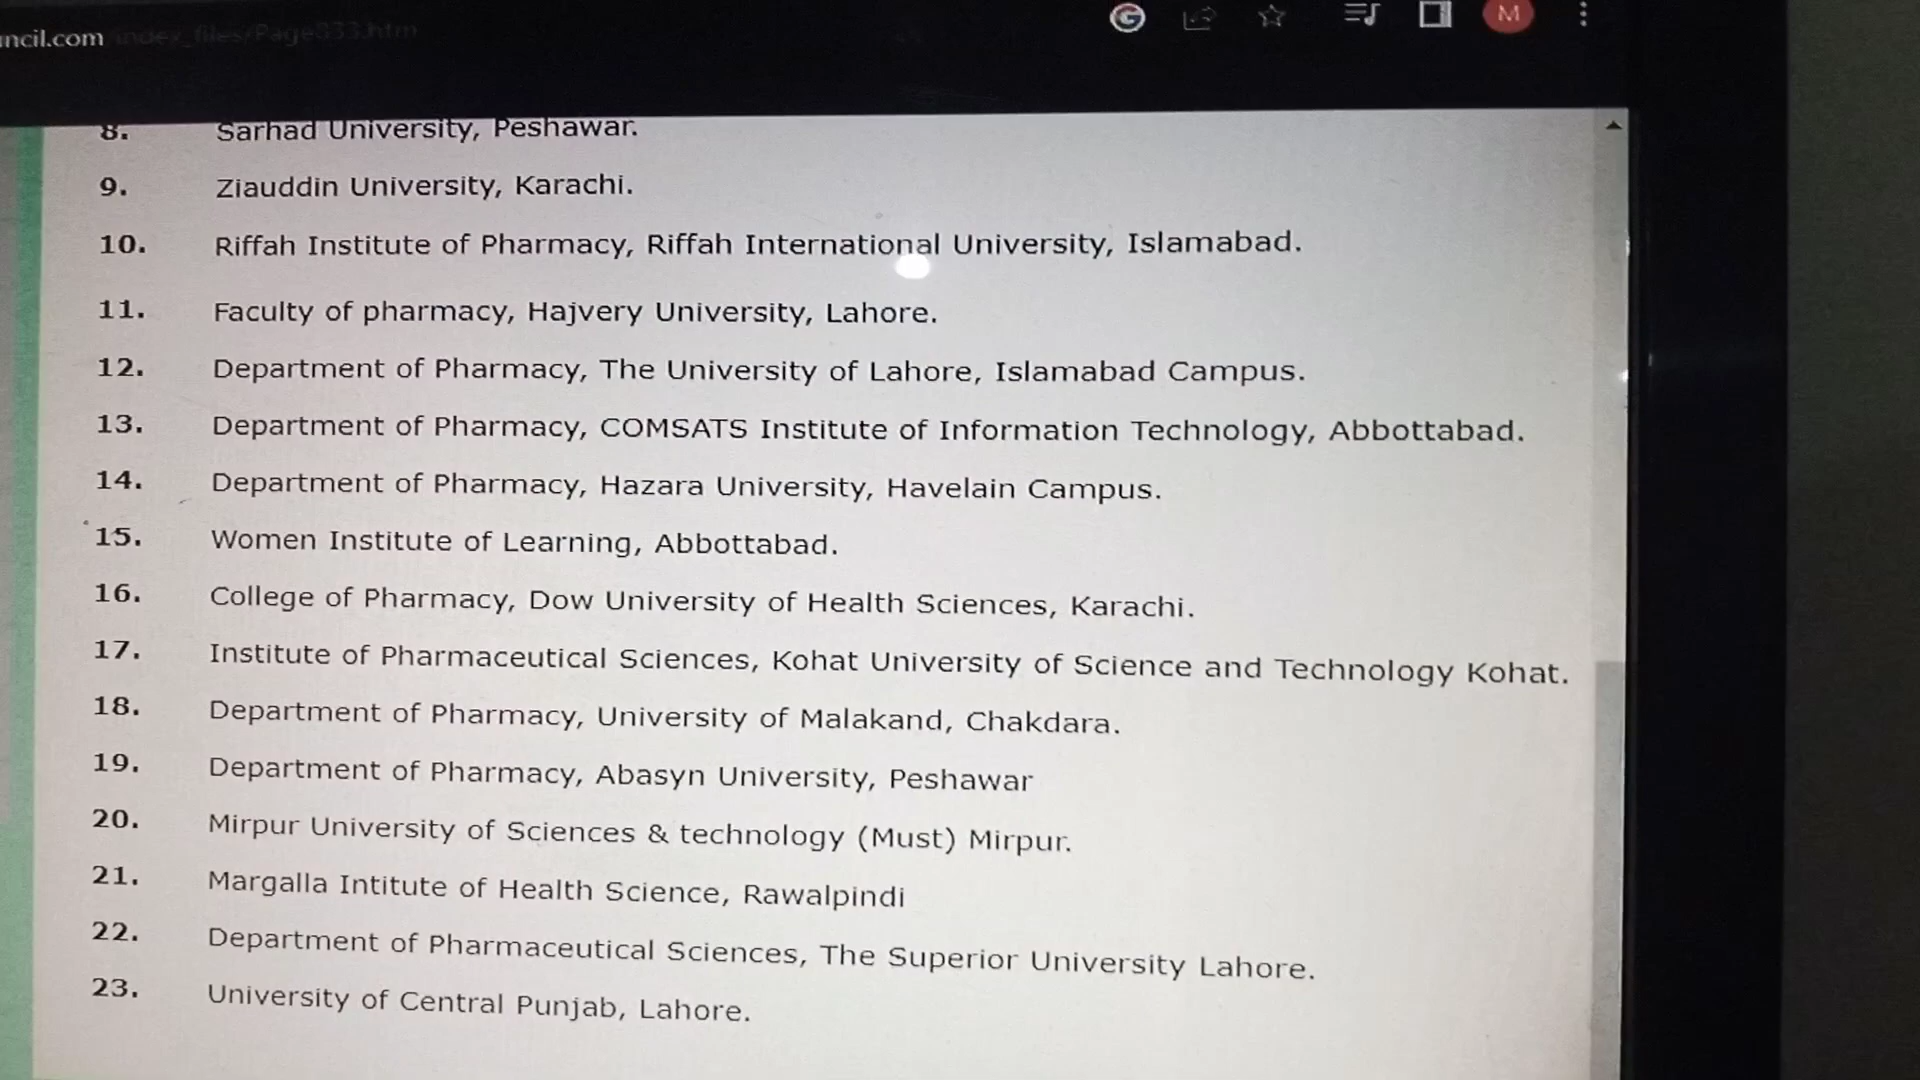 ncil.com/index_files/Page833.htm
M
8. Sarhad University, Peshawar.
9. Ziauddin University, Karachi.
10. Riffah Institute of Pharmacy, Riffah International University, Islamabad.
11. Faculty of pharmacy, Hajvery University, Lahore.
12. Department of Pharmacy, The University of Lahore, Islamabad Campus.
13. Department of Pharmacy, COMSATS Institute of Information Technology, Abbottabad.
14. Department of Pharmacy, Hazara University, Havelain Campus.
15. Women Institute of Learning, Abbottabad.
16. College of Pharmacy, Dow University of Health Sciences, Karachi.
17. Institute of Pharmaceutical Sciences, Kohat University of Science and Technology Kohat.
18. Department of Pharmacy, University of Malakand, Chakdara.
19. Department of Pharmacy, Abasyn University, Peshawar
20. Mirpur University of Sciences & technology (Must) Mirpur.
21. Margalla Intitute of Health Science, Rawalpindi
22. Department of Pharmaceutical Sciences, The Superior University Lahore.
23. University of Central Punjab, Lahore.